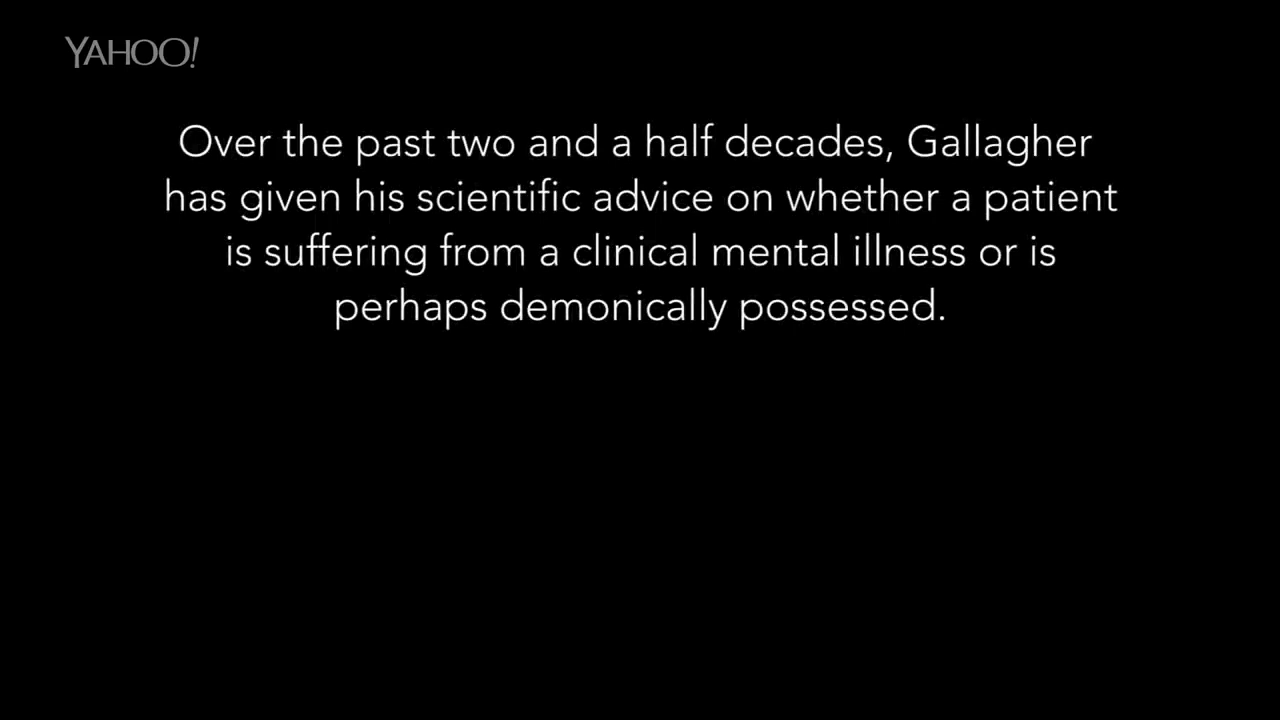 YAHOO!
Over the past two and a half decades, Gallagher
has given his scientific advice on whether a patient
is suffering from a clinical mental illness or is
perhaps demonically possessed.